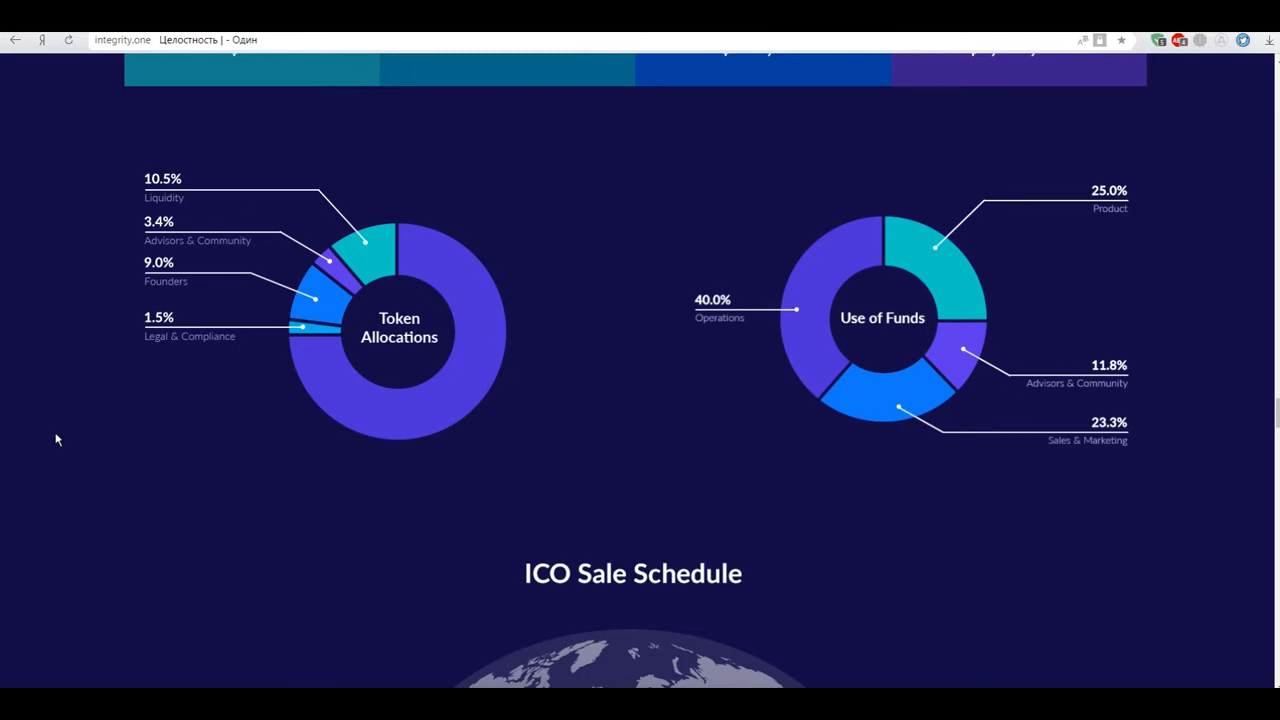 integrity.one Целостность | - Один
10.5%
Liquidity
3.4%
Advisors & Community
9.0%
Founders
1.5%
Legal & Compliance
Token
Allocations
25.0%
Product
40.0%
Operations
Use of Funds
11.8%
Advisors & Community
23.3%
Sales & Marketing
ICO Sale Schedule